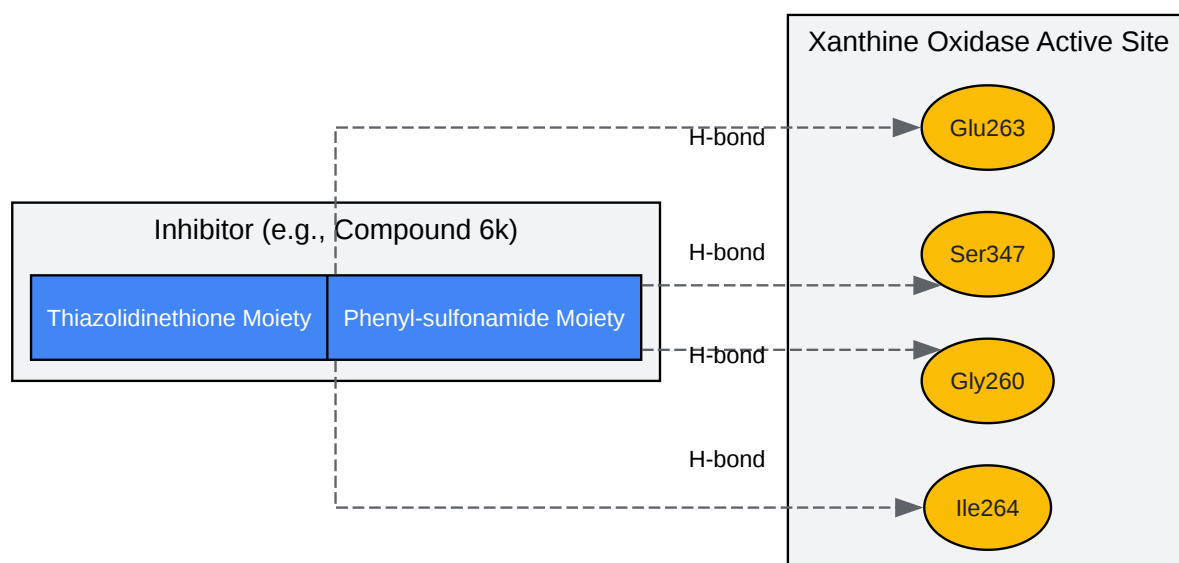 Xanthine Oxidase Active Site
Glu263
H-bond
Inhibitor (e.g., Compound 6k)
H-bond
Ser347
Thiazolidinethione Moiety
Phenyl-sulfonamide Moiety
H-bond
Gly260
H-bond
Ile264